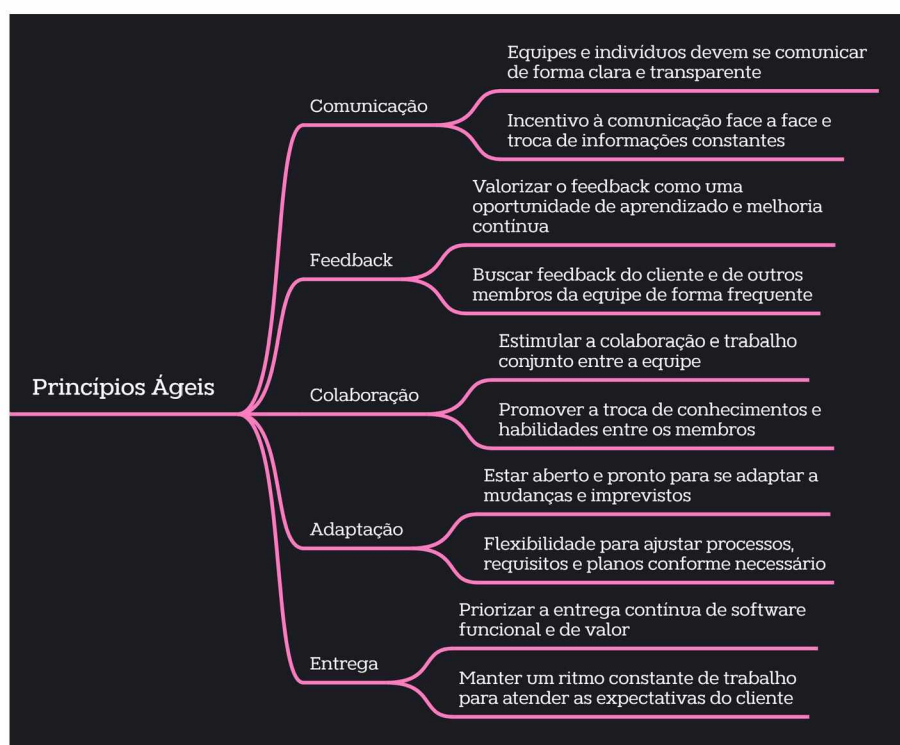 Princípios Ágeis
Comunicação
Equipes e indivíduos devem se comunicar
de forma clara e transparente
Incentivo à comunicação face a face e
troca de informações constantes
Feedback
Valorizar o feedback como uma
oportunidade de aprendizado e melhoria
contínua
Buscar feedback do cliente e de outros
membros da equipe de forma frequente
Colaboração
Estimular a colaboração e trabalho
conjunto entre a equipe
Promover a troca de conhecimentos e
habilidades entre os membros
Adaptação
Estar aberto e pronto para se adaptar a
mudanças e imprevistos
Flexibilidade para ajustar processos,
requisitos e planos conforme necessário
Entrega
Priorizar a entrega contínua de software
funcional e de valor
Manter um ritmo constante de trabalho
para atender as expectativas do cliente